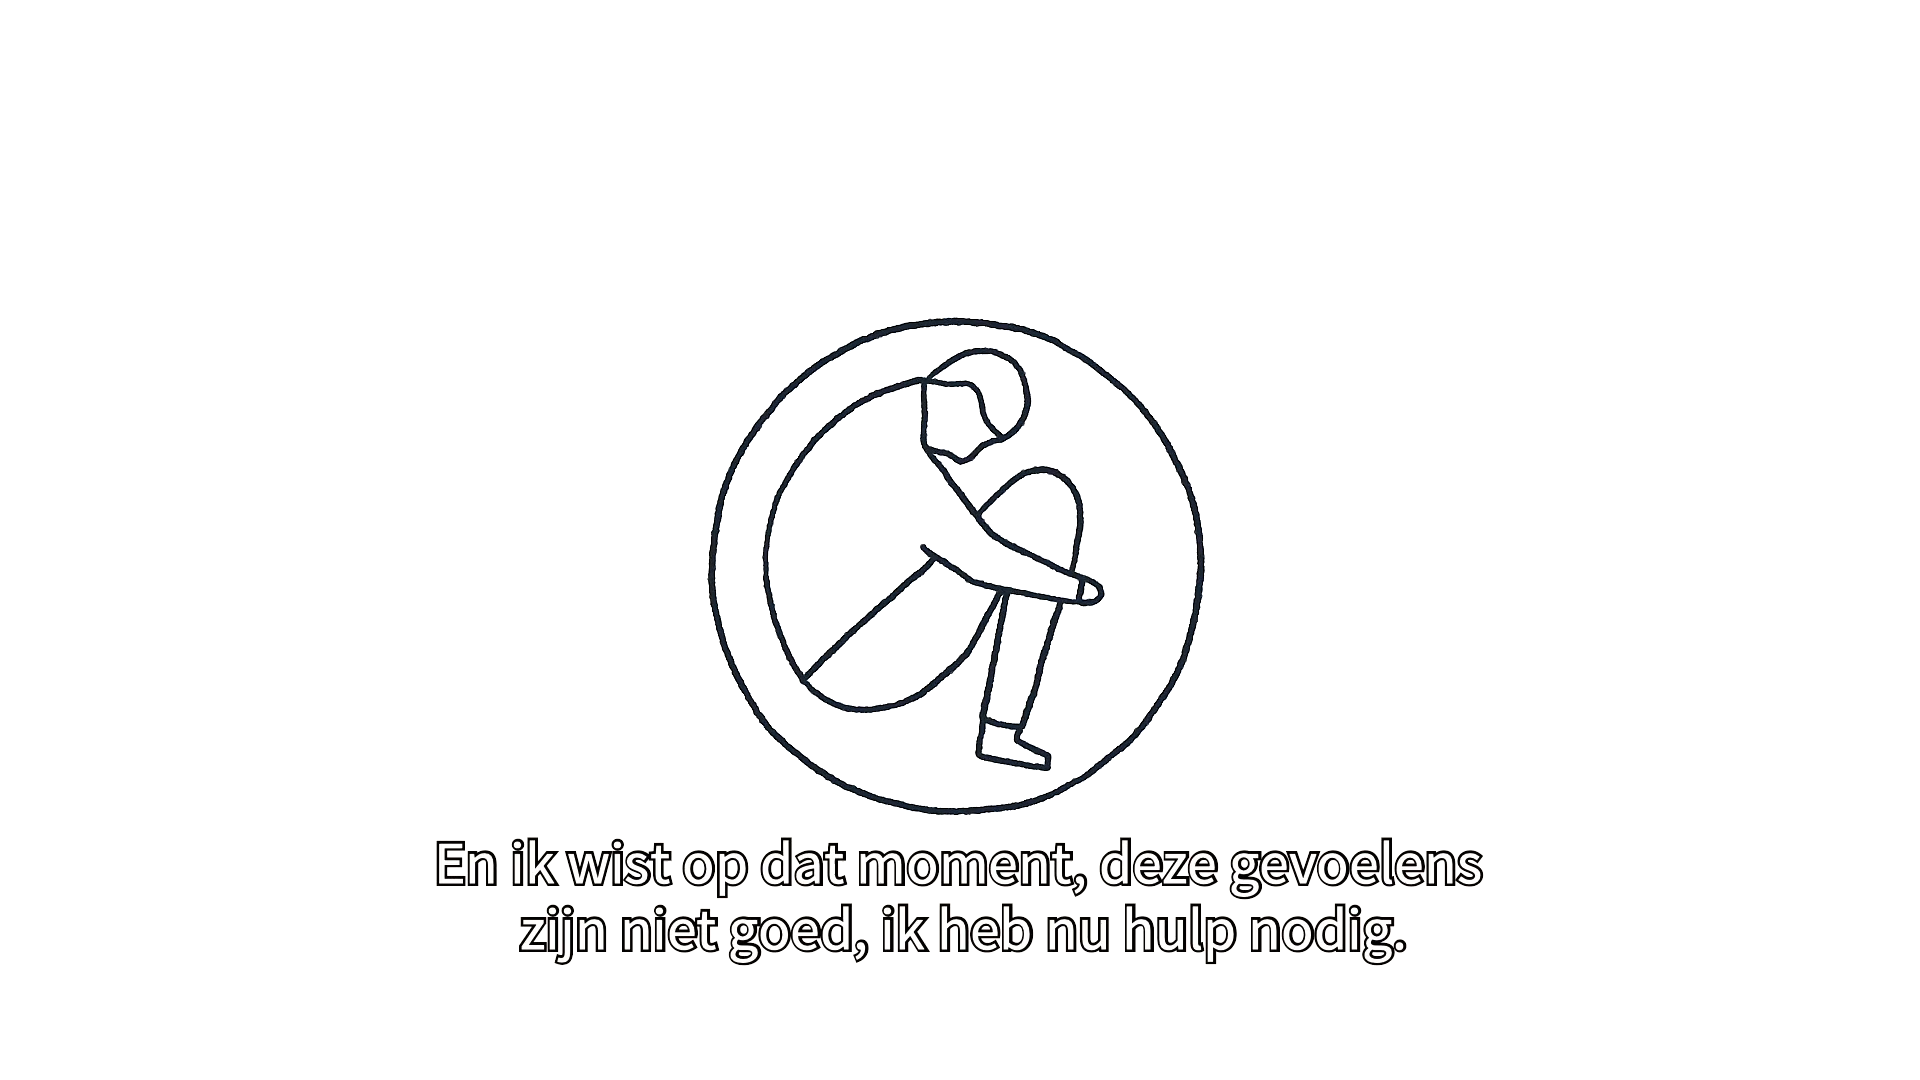 En ik wist op dat moment, deze gevoelens
zijn niet goed, ik heb nu hulp nodig.